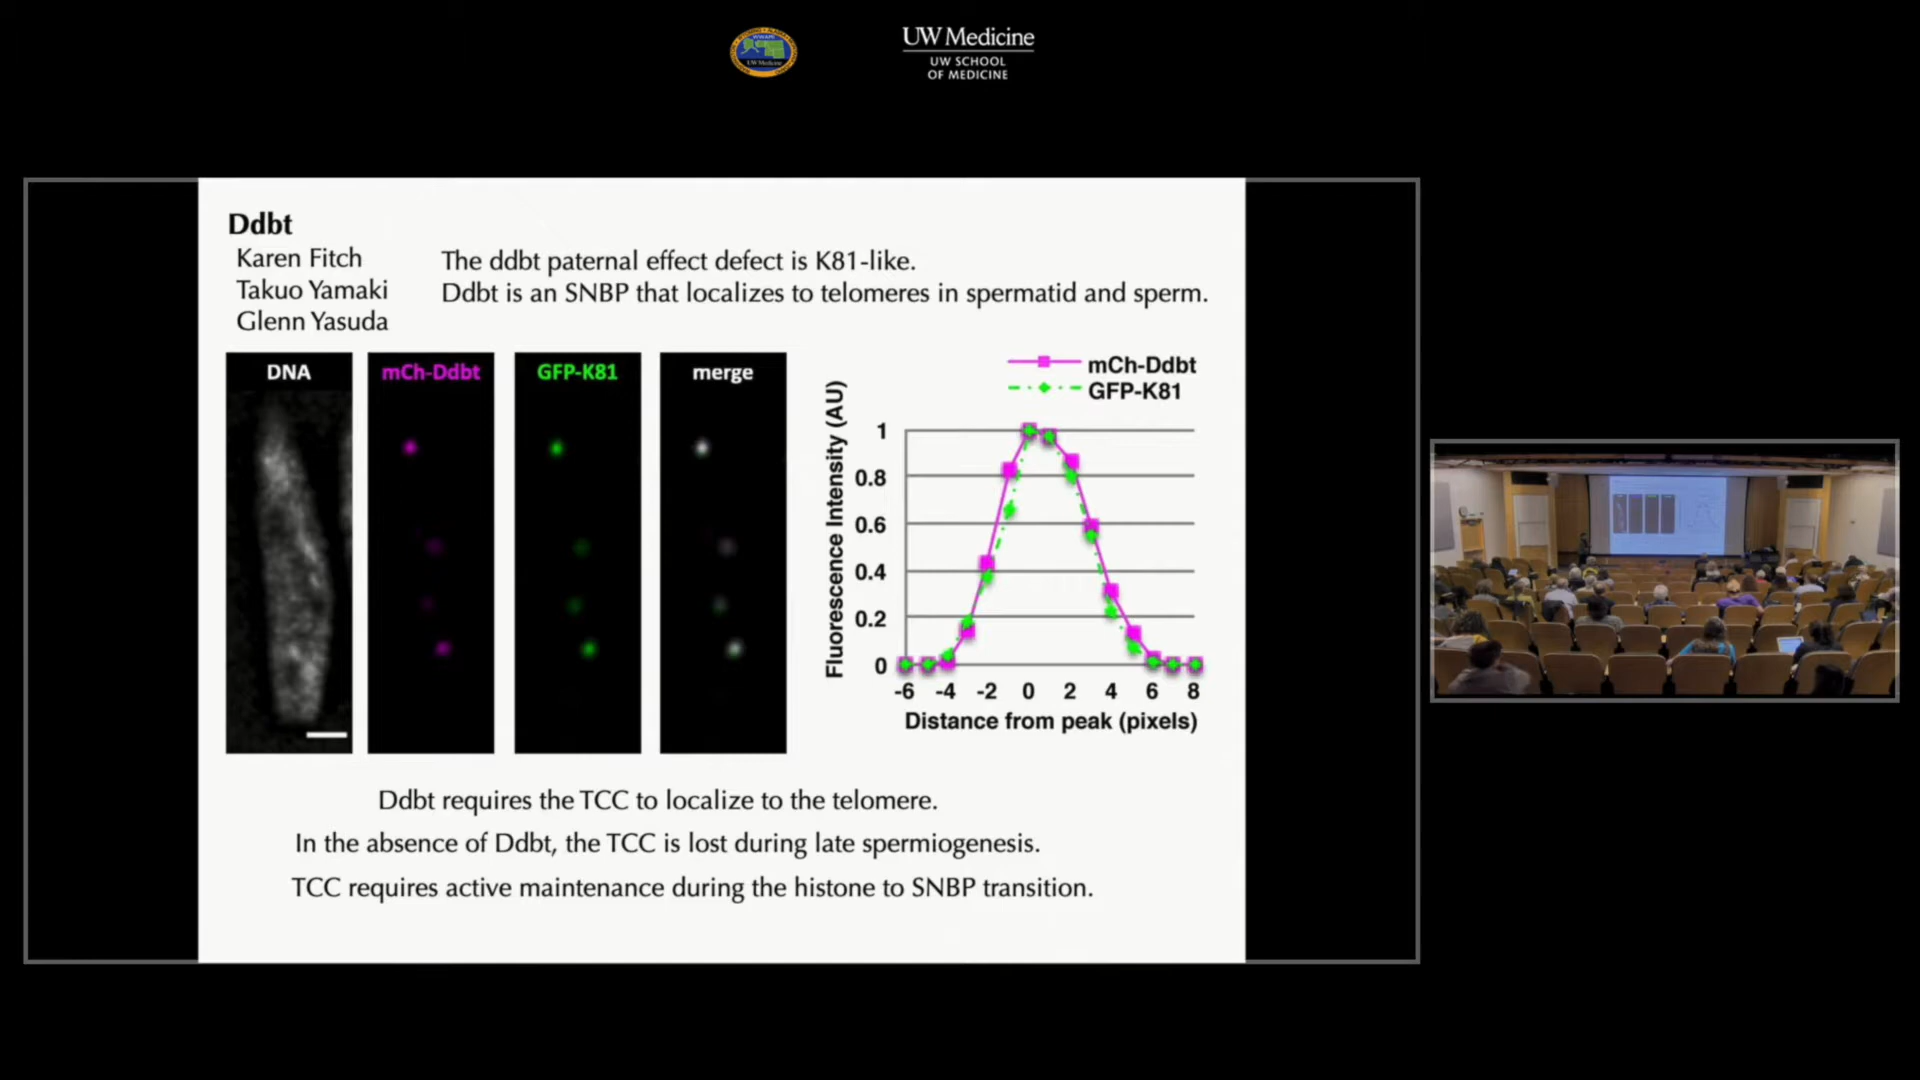 UW Medicine
UW SCHOOL
OF MEDICINE
UW Medicine
Ddbt
Karen Fitch
Takuo Yamaki
Glenn Yasuda
The ddbt paternal effect defect is K81-like.
Ddbt is an SNBP that localizes to telomeres in spermatid and sperm.
DNA
mCh-Ddbt
GFP-K81
merge
mCh-Ddbt
GFP-K81
Fluorescence Intensity (AU)
1
0.8
0.6
0.4
0.2
0
-6 -4 -2 0 2 4 6 8
Distance from peak (pixels)
Ddbt requires the TCC to localize to the telomere.
In the absence of Ddbt, the TCC is lost during late spermiogenesis.
TCC requires active maintenance during the histone to SNBP transition.